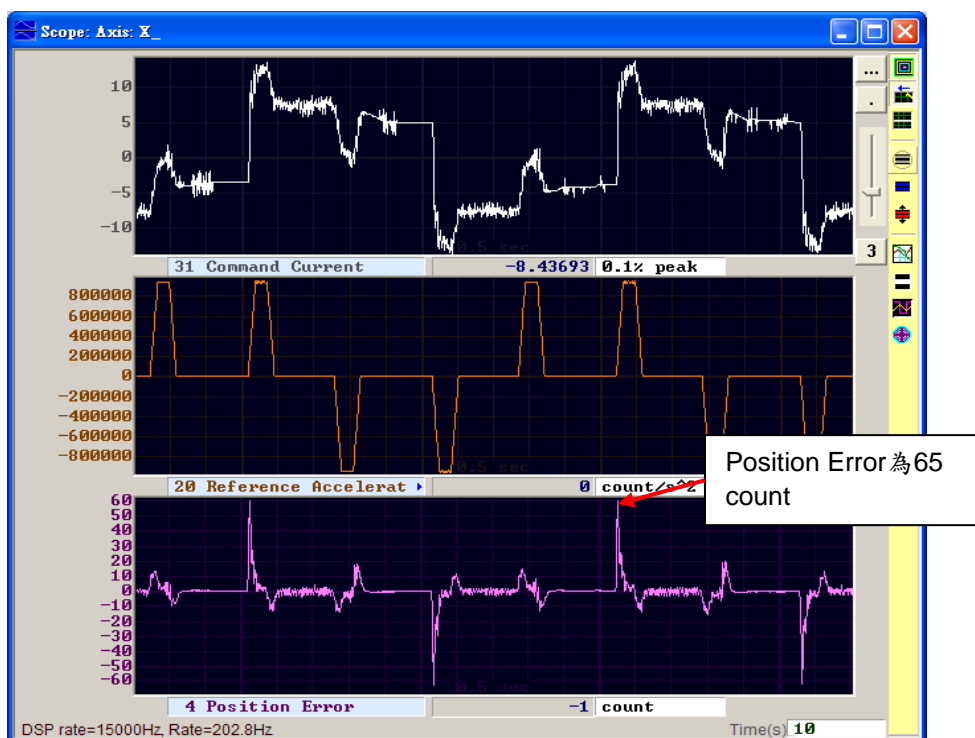 Scope: Axis: X_
10
5
0
-5
-10
0.5 sec
...
.
3
31 Command Current
-8.43693
0.1% peak
800000
600000
400000
200000
0
-200000
-400000
-600000
-800000
0.5 sec
20 Reference Accelerat
0
count/s^2
Position Error為65
count
60
50
40
30
20
10
0
-10
-20
-30
-40
-50
-60
0.5 sec
4 Position Error
-1
count
DSP rate=15000Hz, Rate=202.8Hz
Time(s) 10